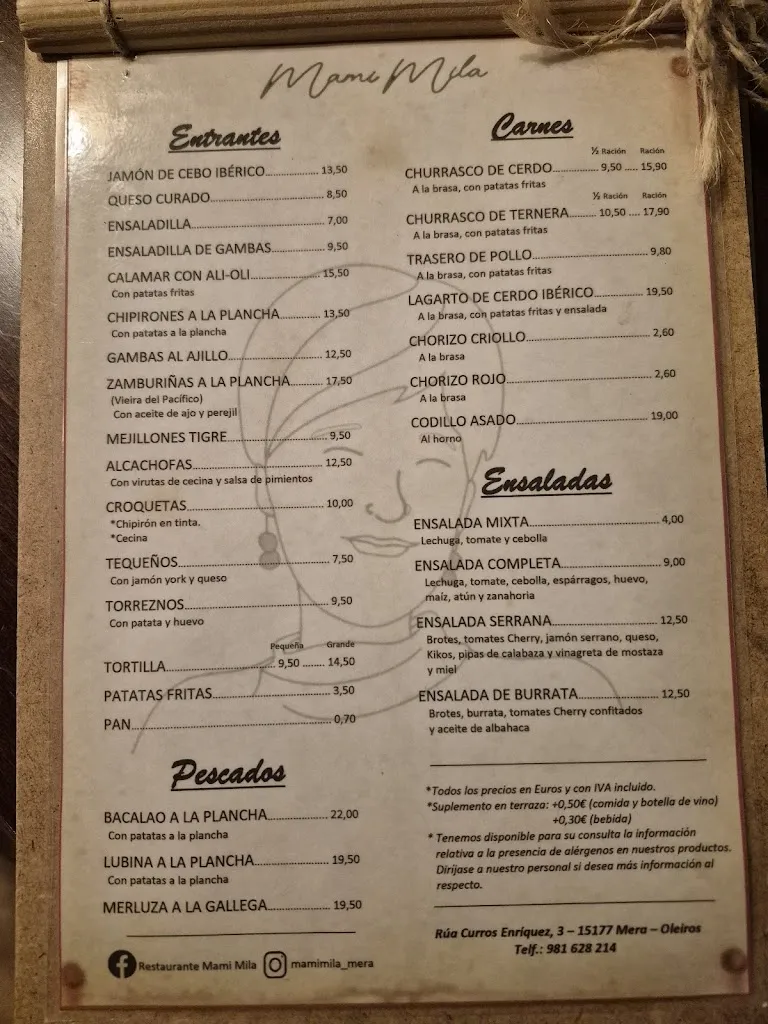 Mami Mila
Entrantes
JAMÓN DE CEBO IBÉRICO 13,50
QUESO CURADO 8,50
ENSALADILLA 7,00
ENSALADILLA DE GAMBAS 9,50
CALAMAR CON ALI-OLI 15,50
Con patatas fritas
CHIPIRONES A LA PLANCHA 13,50
Con patatas a la plancha
GAMBAS AL AJILLO 12,50
ZAMBURIÑAS A LA PLANCHA 17,50
(Vieira del Pacífico)
Con aceite de ajo y perejil
MEJILLONES TIGRE 9,50
ALCACHOFAS 12,50
Con virutas de cecina y salsa de pimientos
CROQUETAS 10,00
*Chipirón en tinta.
*Cecina
TEQUEÑOS 7,50
Con jamón york y queso
TORREZNOS 9,50
Con patata y huevo
Pequeña Grande
TORTILLA 9,50 14,50
PATATAS FRITAS 3,50
PAN 0,70
Pescados
BACALAO A LA PLANCHA 22,00
Con patatas a la plancha
LUBINA A LA PLANCHA 19,50
Con patatas a la plancha
MERLUZA A LA GALLEGA 19,50
Restaurante Mami Mila mamimila_mera
Carnes
½ Ración Ración
CHURRASCO DE CERDO 9,50 15,90
A la brasa, con patatas fritas
½ Ración Ración
CHURRASCO DE TERNERA 10,50 17,90
A la brasa, con patatas fritas
TRASERO DE POLLO 9,80
A la brasa, con patatas fritas
LAGARTO DE CERDO IBÉRICO 19,50
A la brasa, con patatas fritas y ensalada
CHORIZO CRIOLLO 2,60
A la brasa
CHORIZO ROJO 2,60
A la brasa
CODILLO ASADO 19,00
Al horno
Ensaladas
ENSALADA MIXTA 4,00
Lechuga, tomate y cebolla
ENSALADA COMPLETA 9,00
Lechuga, tomate, cebolla, espárragos, huevo,
maíz, atún y zanahoria
ENSALADA SERRANA 12,50
Brotes, tomates Cherry, jamón serrano, queso,
Kikos, pipas de calabaza y vinagreta de mostaza
y miel
ENSALADA DE BURRATA 12,50
Brotes, burrata, tomates Cherry confitados
y aceite de albahaca
*Todos los precios en Euros y con IVA incluido.
*Suplemento en terraza: +0,50€ (comida y botella de vino)
+0,30€ (bebida)
* Tenemos disponible para su consulta la información
relativa a la presencia de alérgenos en nuestros productos.
Diríjase a nuestro personal si desea más información al
respecto.
Rúa Curros Enríquez, 3 – 15177 Mera – Oleiros
Telf.: 981 628 214